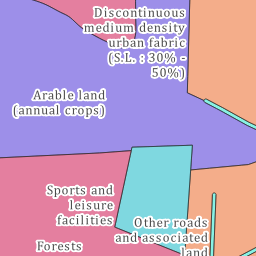 Discontinuous
medium density
urban fabric
(S.L. : 30% -
50%)
Arable land
(annual crops)
Sports and
leisure
facilities
Other roads
and associated
land
Forests